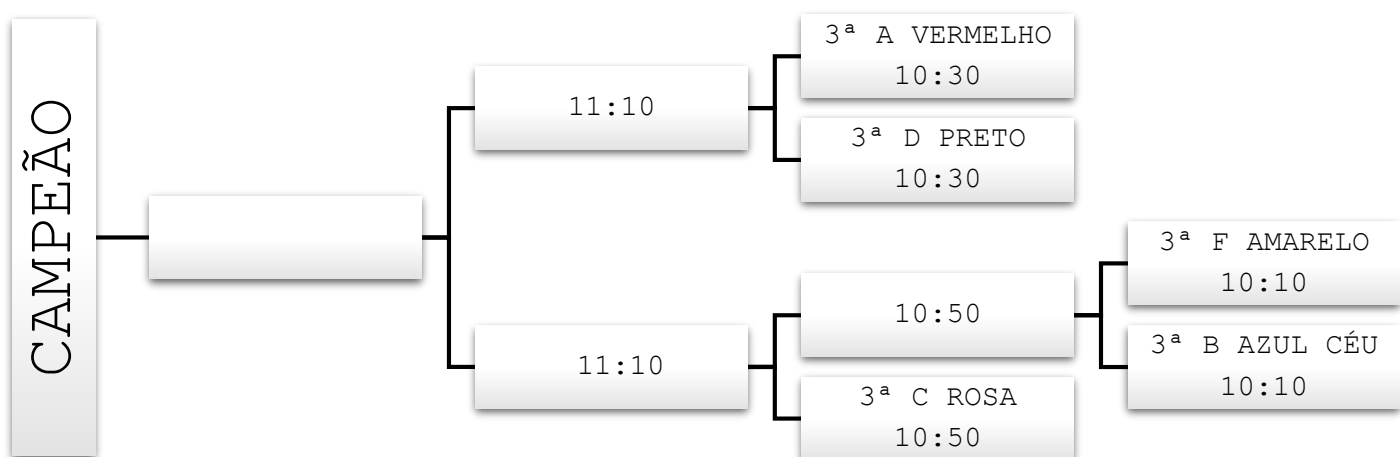 CAMPEÃO
11:10
3ª A VERMELHO
10:30
3ª D PRETO
10:30
11:10
10:50
3ª F AMARELO
10:10
3ª B AZUL CÉU
10:10
3ª C ROSA
10:50